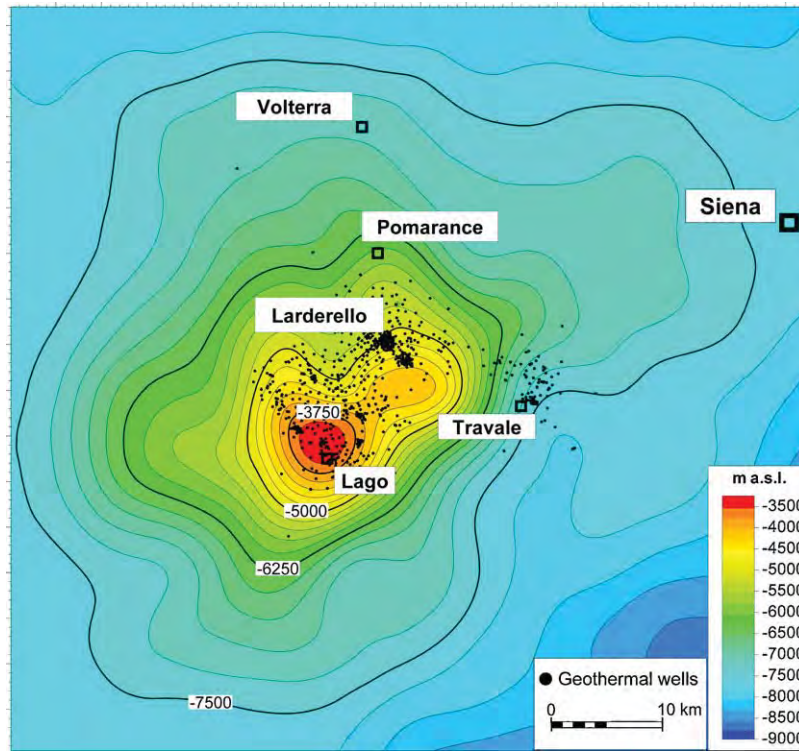 Volterra
Siena
Pomarance
Larderello
-3750
Travale
Lago
-5000
-6250
-7500
m a.s.l.
-3500
-4000
-4500
-5000
-5500
-6000
-6500
-7000
-7500
-8000
-8500
-9000
Geothermal wells
0 10 km